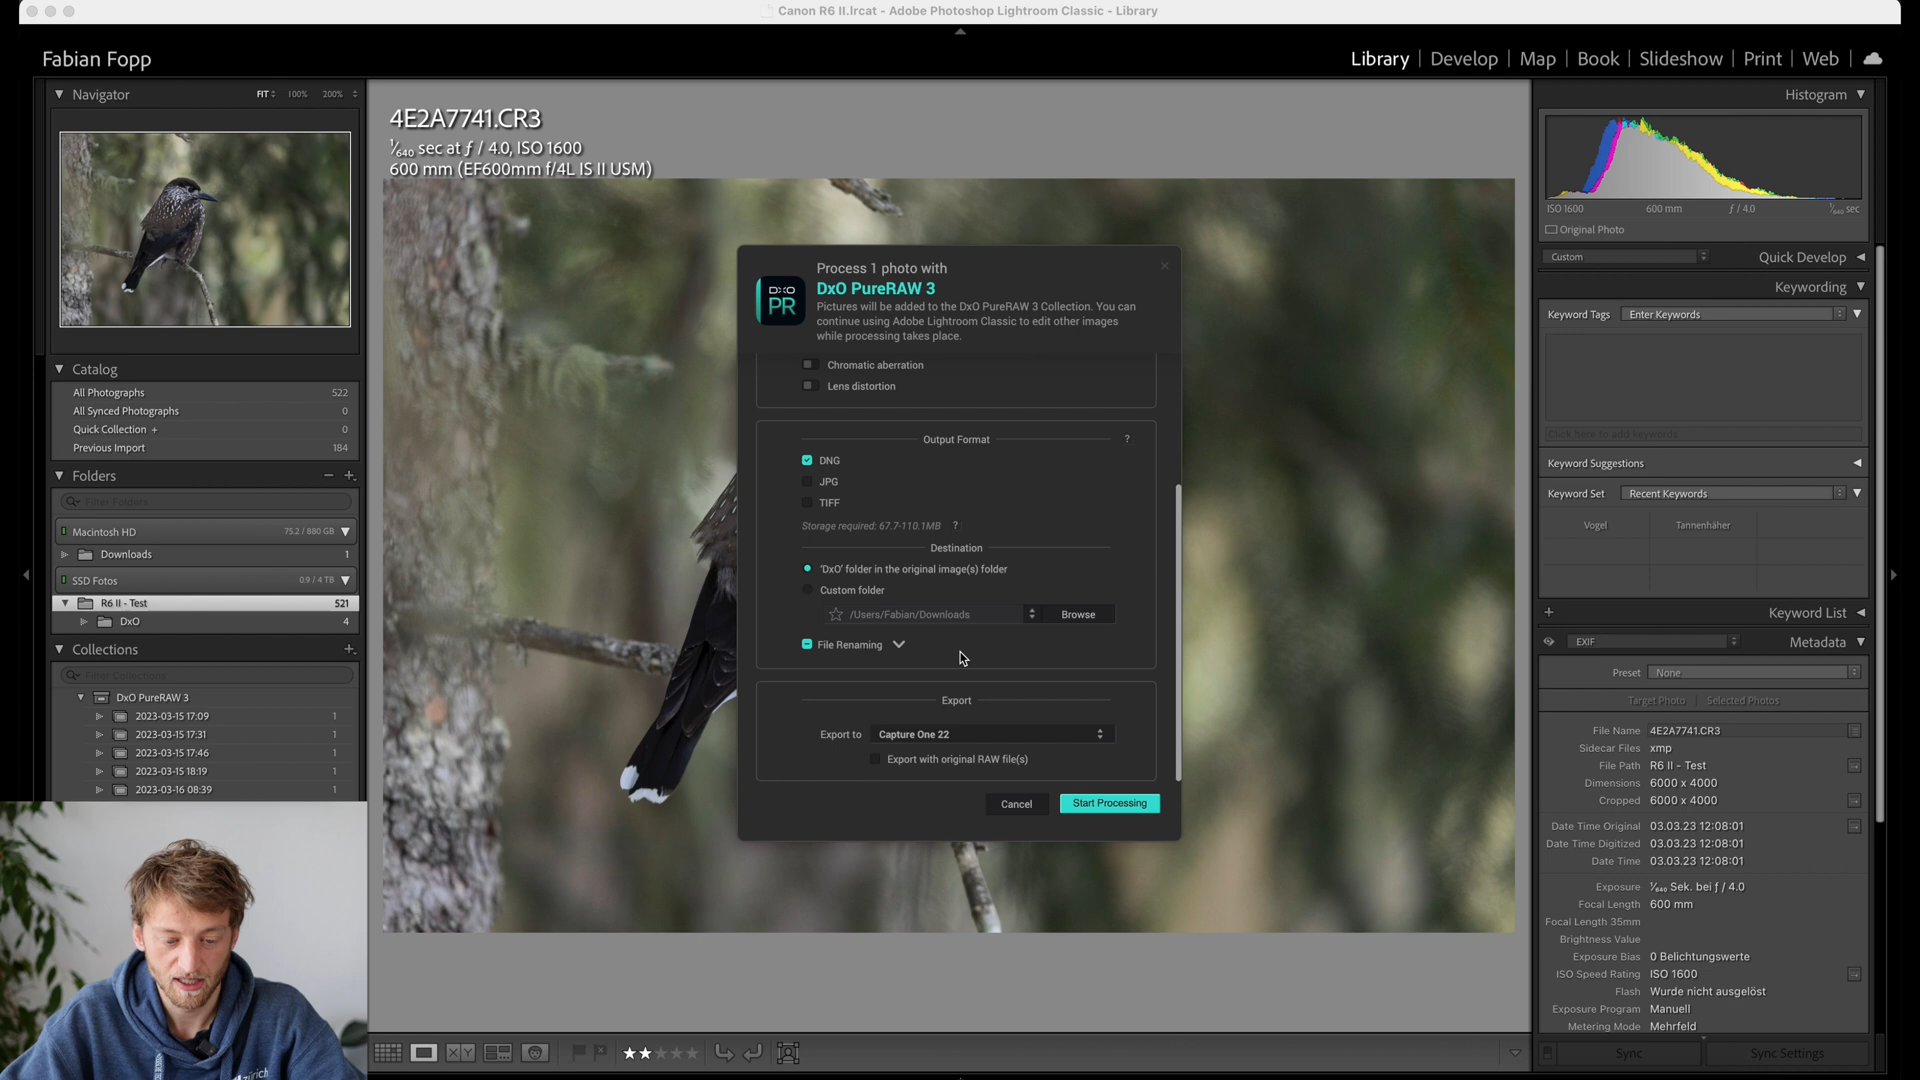 Canon R6 II.lrcat - Adobe Photoshop Lightroom Classic - Library
Fabian Fopp
Library | Develop | Map | Book | Slideshow | Print | Web
Navigator
FIT 100% 200%
Catalog
All Photographs 522
All Synced Photographs 0
Quick Collection + 0
Previous Import 184
Folders
Filter Folders
Macintosh HD 75.2 / 880 GB
Downloads 1
SSD Fotos 0.9 / 4 TB
R6 II - Test 521
DxO 4
Collections
Filter Collections
DxO PureRAW 3
2023-03-15 17:09 1
2023-03-15 17:31 1
2023-03-15 17:46 1
2023-03-15 18:19 1
2023-03-16 08:39 1
zürich
4E2A7741.CR3
1/640 sec at ƒ / 4.0, ISO 1600
600 mm (EF600mm f/4L IS II USM)
DXO
PR
Process 1 photo with
DxO PureRAW 3
Pictures will be added to the DxO PureRAW 3 Collection. You can
continue using Adobe Lightroom Classic to edit other images
while processing takes place.
Chromatic aberration
Lens distortion
Output Format ?
DNG
JPG
TIFF
Storage required: 67.7-110.1MB ?
Destination
'DxO' folder in the original image(s) folder
Custom folder
/Users/Fabian/Downloads Browse
File Renaming
Export
Export to Capture One 22
Export with original RAW file(s)
Cancel Start Processing
XY
Histogram
ISO 1600 600 mm ƒ / 4.0 1/640 sec
Original Photo
Custom Quick Develop
Keywording
Keyword Tags Enter Keywords
Click here to add keywords
Keyword Suggestions
Keyword Set Recent Keywords
Vogel Tannenhäher
+ Keyword List
EXIF Metadata
Preset None
Target Photo Selected Photos
File Name 4E2A7741.CR3
Sidecar Files xmp
File Path R6 II - Test
Dimensions 6000 x 4000
Cropped 6000 x 4000
Date Time Original 03.03.23 12:08:01
Date Time Digitized 03.03.23 12:08:01
Date Time 03.03.23 12:08:01
Exposure 1/640 Sek. bei ƒ / 4.0
Focal Length 600 mm
Focal Length 35mm
Brightness Value
Exposure Bias 0 Belichtungswerte
ISO Speed Rating ISO 1600
Flash Wurde nicht ausgelöst
Exposure Program Manuell
Metering Mode Mehrfeld
Sync Sync Settings